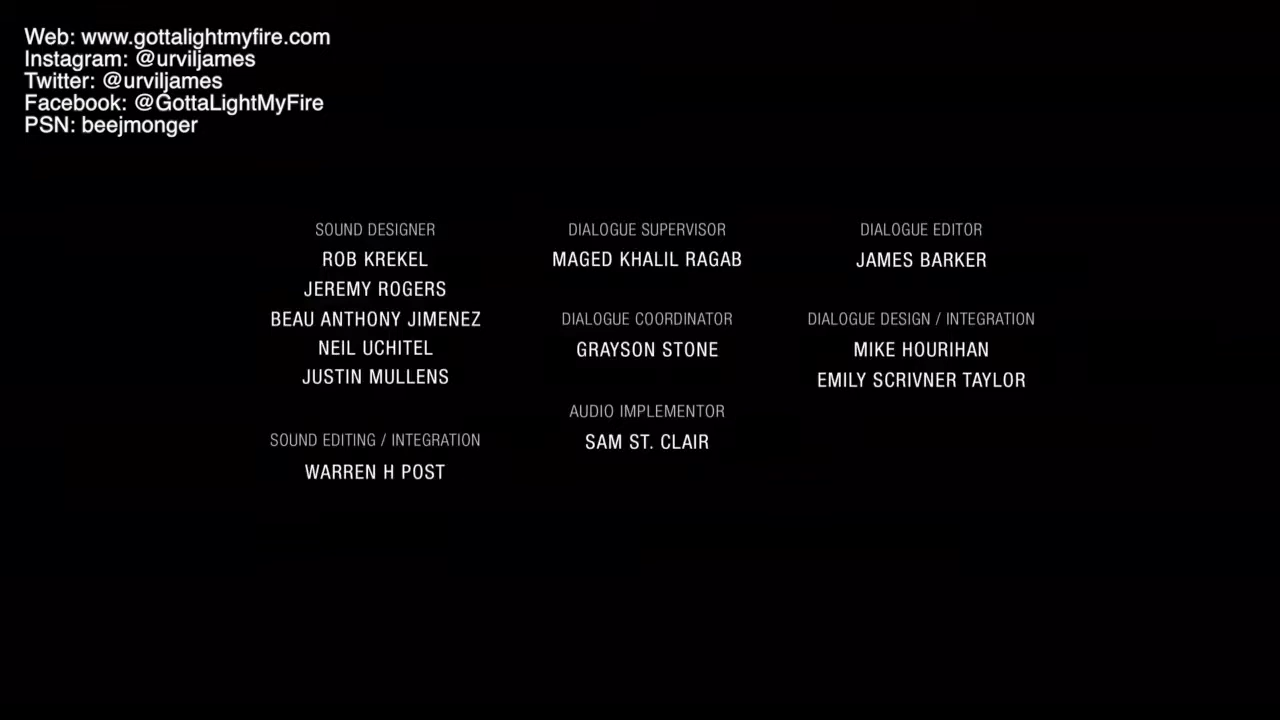 Web: www.gottalightmyfire.com
Instagram: @urviljames
Twitter: @urviljames
Facebook: @GottaLightMyFire
PSN: beejmonger
SOUND DESIGNER
ROB KREKEL
JEREMY ROGERS
BEAU ANTHONY JIMENEZ
NEIL UCHITEL
JUSTIN MULLENS
SOUND EDITING / INTEGRATION
WARREN H POST
DIALOGUE SUPERVISOR
MAGED KHALIL RAGAB
DIALOGUE COORDINATOR
GRAYSON STONE
AUDIO IMPLEMENTOR
SAM ST. CLAIR
DIALOGUE EDITOR
JAMES BARKER
DIALOGUE DESIGN / INTEGRATION
MIKE HOURIHAN
EMILY SCRIVNER TAYLOR